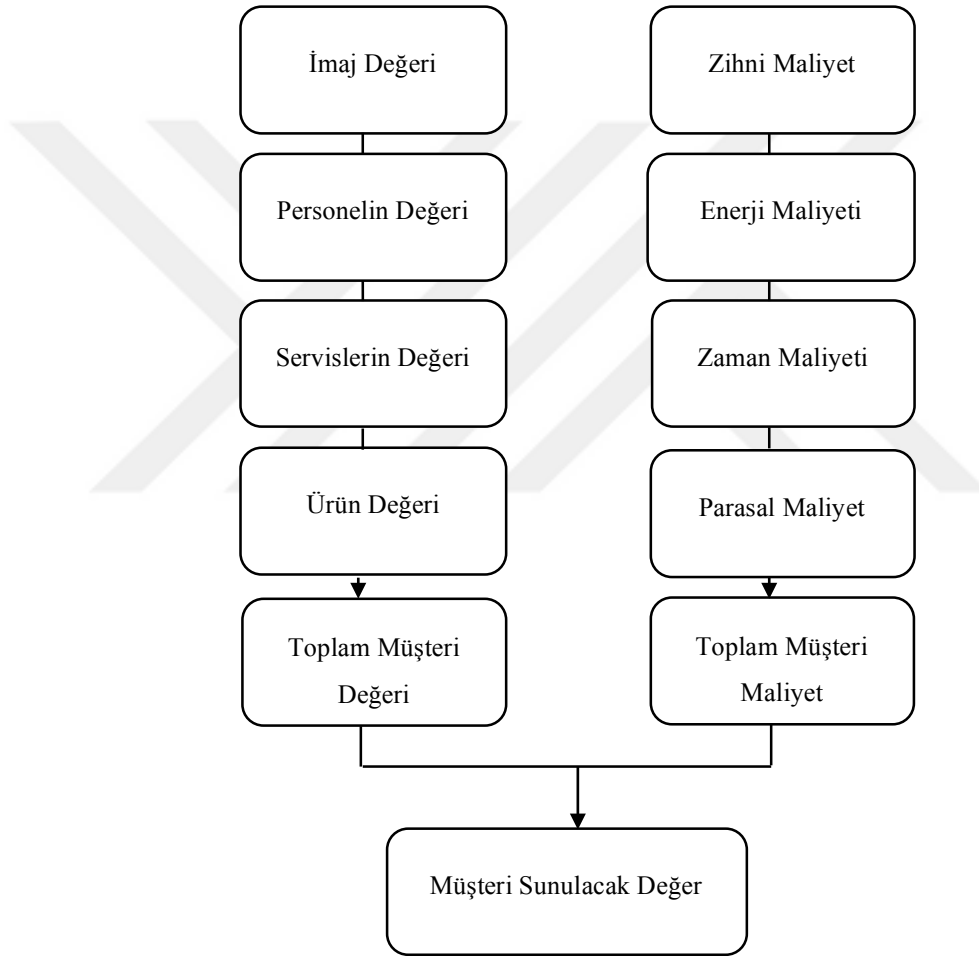 İmaj Değeri
Zihni Maliyet
Personelin Değeri
Enerji Maliyeti
Servislerin Değeri
Zaman Maliyeti
Ürün Değeri
Parasal Maliyet
Toplam Müşteri
Değeri
Toplam Müşteri
Maliyet
Müşteri Sunulacak Değer